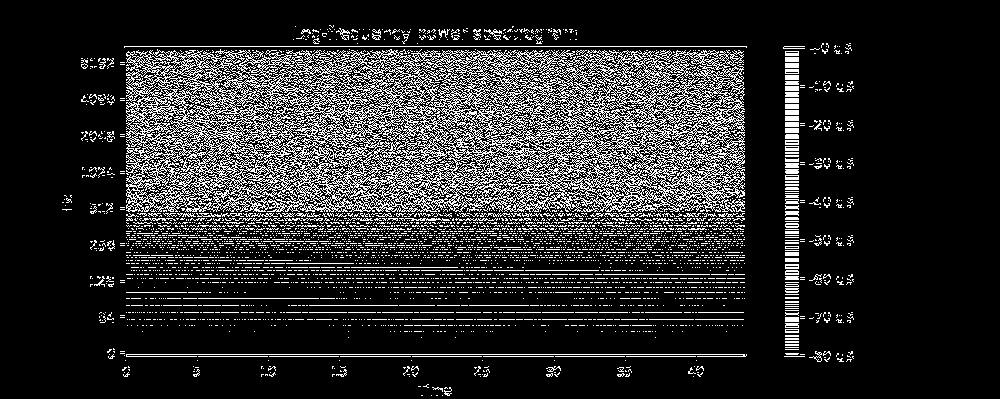 Log-frequency power spectrogram
8192
4096
2048
1024
512
256
128
64
0
Hz
0 5 10 15 20 25 30 35 40
Time
+0 dB
-10 dB
-20 dB
-30 dB
-40 dB
-50 dB
-60 dB
-70 dB
-80 dB